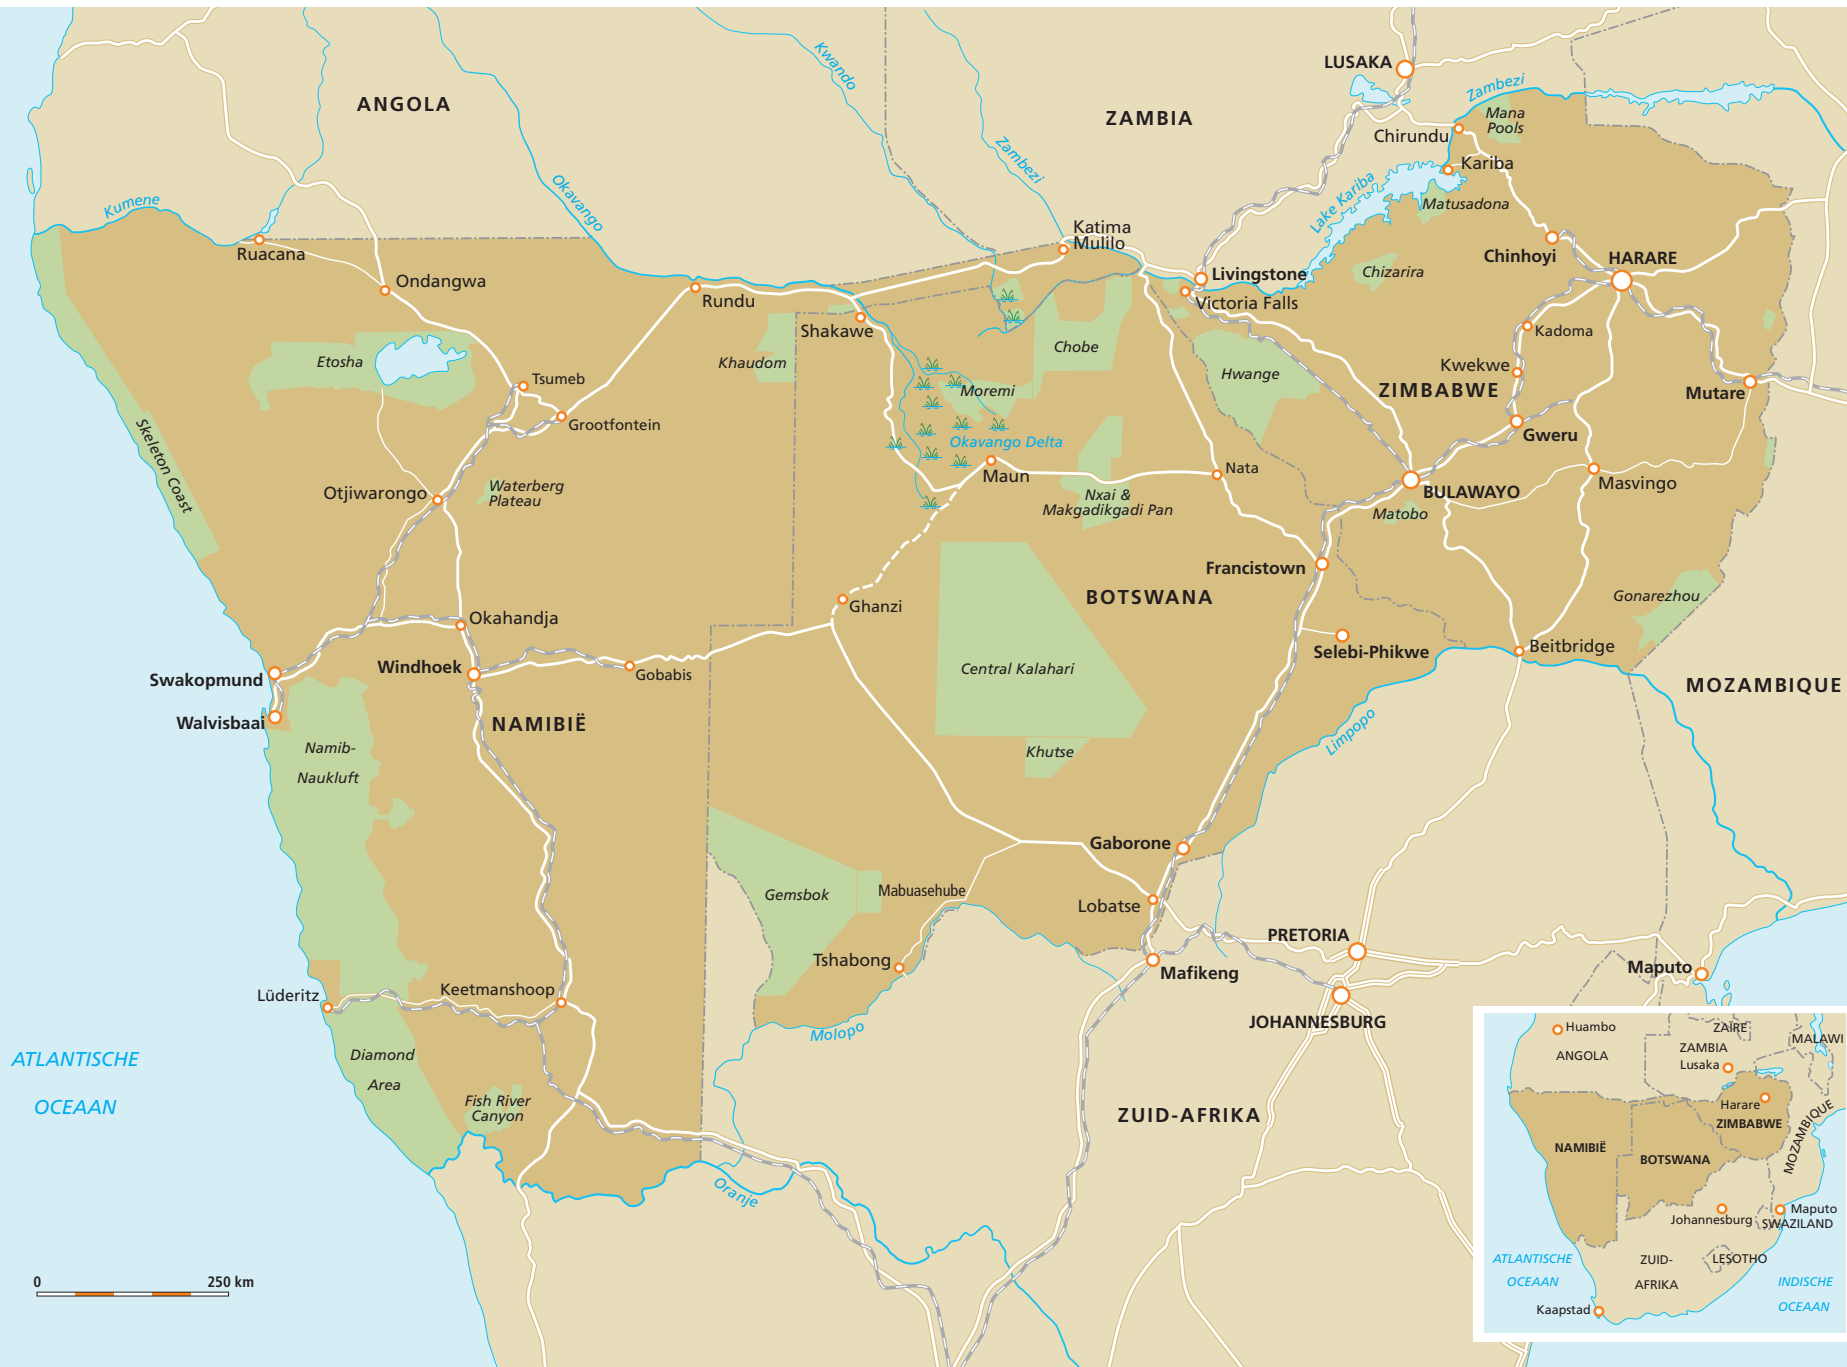 ANGOLA
ZAMBIA
LUSAKA
Kwando
Zambezi
Zambezi
Mana
Pools
Chirundu
Kariba
Lake Kariba
Matusadona
Kumene
Okavango
Ruacana
Ondangwa
Katima
Mulilo
Livingstone
Victoria Falls
Chizarira
Chinhoyi
HARARE
Rundu
Shakawe
Khaudom
Chobe
Kadoma
Etosha
Tsumeb
Moremi
Hwange
Kwekwe
ZIMBABWE
Mutare
Grootfontein
Okavango Delta
Gweru
Skeleton Coast
Otjiwarongo
Waterberg
Plateau
Maun
Nata
Nxai &
Makgadikgadi Pan
BULAWAYO
Matobo
Masvingo
Francistown
BOTSWANA
Gonarezhou
Ghanzi
Okahandja
Selebi-Phikwe
Beitbridge
Swakopmund
Windhoek
Gobabis
Central Kalahari
MOZAMBIQUE
Walvisbaai
NAMIBIË
Limpopo
Namib-
Naukluft
Khutse
Gaborone
Gemsbok
Mabuasehube
Lobatse
PRETORIA
Tshabong
Mafikeng
Maputo
Lüderitz
Keetmanshoop
JOHANNESBURG
Molopo
ATLANTISCHE
OCEAAN
Diamond
Area
Fish River
Canyon
ZUID-AFRIKA
Oranje
0
250 km
Huambo
ZAIRE
ANGOLA
ZAMBIA
MALAWI
Lusaka
Harare
ZIMBABWE
MOZAMBIQUE
NAMIBIË
BOTSWANA
Maputo
Johannesburg
SWAZILAND
ATLANTISCHE
OCEAAN
ZUID-
AFRIKA
LESOTHO
INDISCHE
OCEAAN
Kaapstad